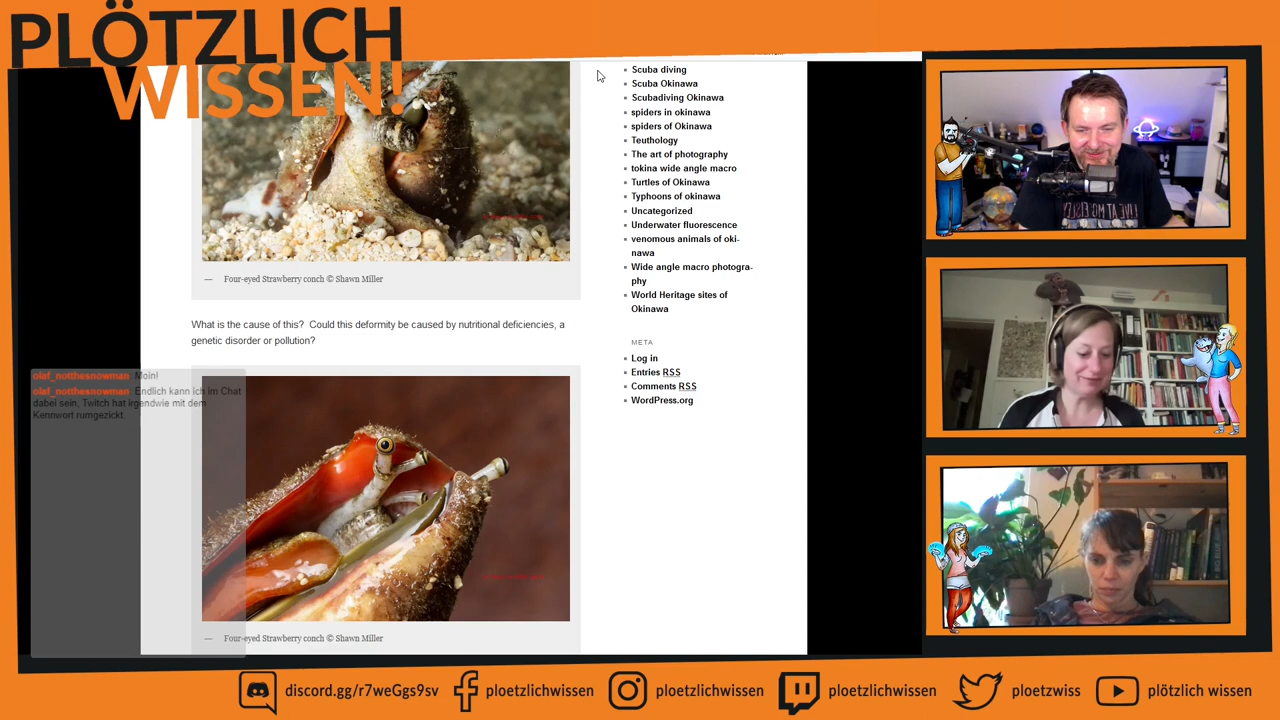 PLÖTZLICH
WISSEN!
Scuba diving
Scuba Okinawa
Scubadiving Okinawa
spiders in okinawa
spiders of Okinawa
Teuthology
The art of photography
tokina wide angle macro
Turtles of Okinawa
Typhoons of okinawa
Uncategorized
Underwater fluorescence
venomous animals of oki-
nawa
Wide angle macro photogra-
phy
World Heritage sites of
Okinawa
META
Log in
Entries RSS
Comments RSS
WordPress.org
— Four-eyed Strawberry conch © Shawn Miller
What is the cause of this? Could this deformity be caused by nutritional deficiencies, a
genetic disorder or pollution?
— Four-eyed Strawberry conch © Shawn Miller
olaf_notthesnowman Moin!
olaf_notthesnowman Endlich kann ich im Chat
dabei sein, Twitch hat irgendwie mit dem
Kennwort rumgezickt.
discord.gg/r7weGgs9sv ploetzlichwissen ploetzlichwissen ploetzlichwissen ploetzwiss plötzlich wissen